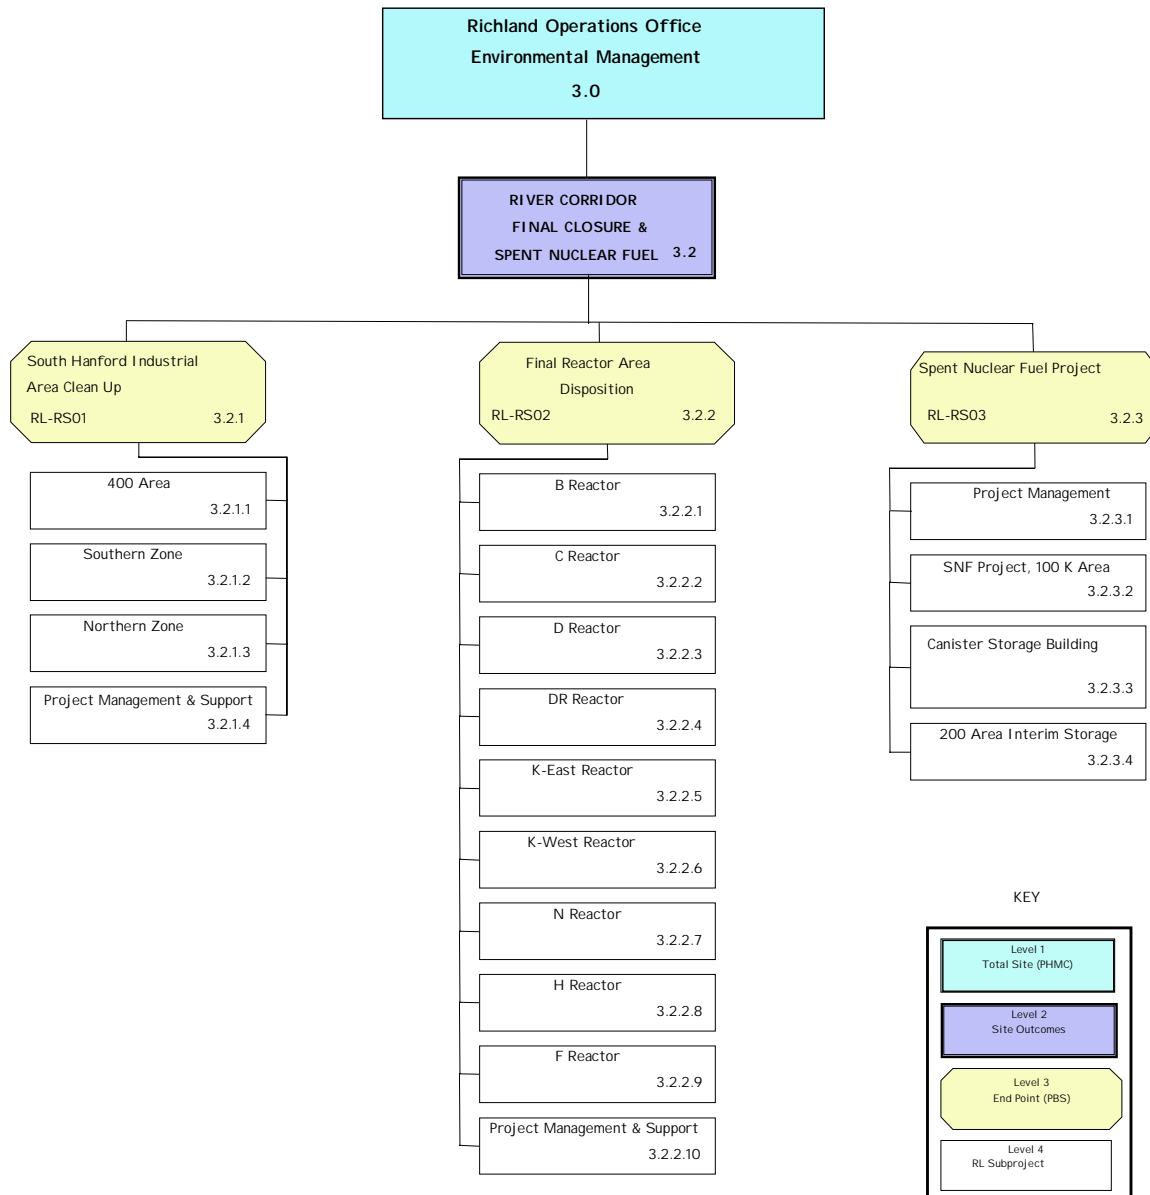 Richland Operations Office
Environmental Management
3.0
RIVER CORRIDOR
FINAL CLOSURE &
SPENT NUCLEAR FUEL 3.2
South Hanford Industrial
Area Clean Up
RL-RS01 3.2.1
400 Area
3.2.1.1
Southern Zone
3.2.1.2
Northern Zone
3.2.1.3
Project Management & Support
3.2.1.4
Final Reactor Area
Disposition
RL-RS02 3.2.2
B Reactor
3.2.2.1
C Reactor
3.2.2.2
D Reactor
3.2.2.3
DR Reactor
3.2.2.4
K-East Reactor
3.2.2.5
K-West Reactor
3.2.2.6
N Reactor
3.2.2.7
H Reactor
3.2.2.8
F Reactor
3.2.2.9
Project Management & Support
3.2.2.10
Spent Nuclear Fuel Project
RL-RS03 3.2.3
Project Management
3.2.3.1
SNF Project, 100 K Area
3.2.3.2
Canister Storage Building
3.2.3.3
200 Area Interim Storage
3.2.3.4
KEY
Level 1
Total Site (PHMC)
Level 2
Site Outcomes
Level 3
End Point (PBS)
Level 4
RL Subproject